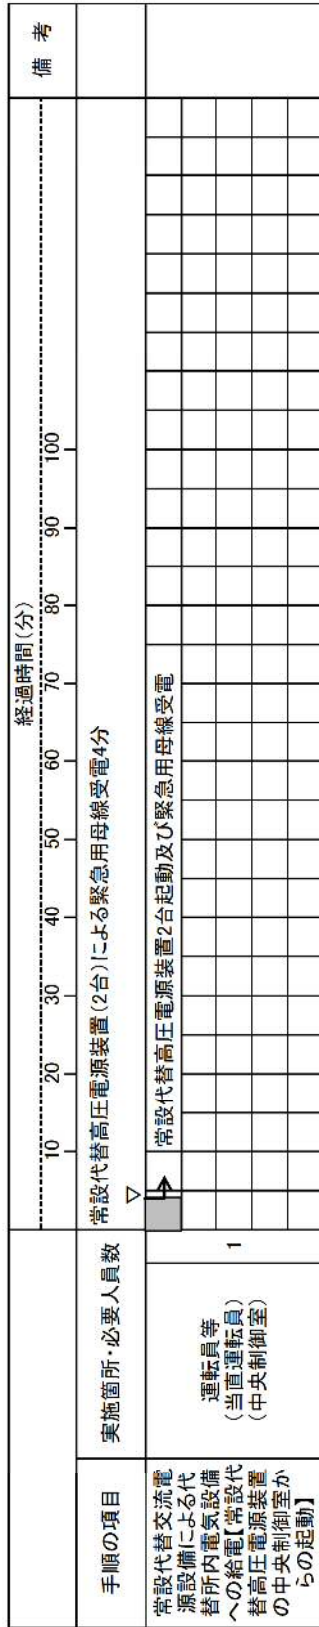 経過時間(分)
備 考
手順の項目
実施箇所・必要人員数
10 20 30 40 50 60 70 80 90 100
常設代替高圧電源装置(2台)による緊急用母線受電4分
▽
常設代替交流電
源設備による代
替所内電気設備
への給電【常設代
替高圧電源装置
の中央制御室か
らの起動】
運転員等
(当直運転員)
(中央制御室)
1
常設代替高圧電源装置2台起動及び緊急用母線受電